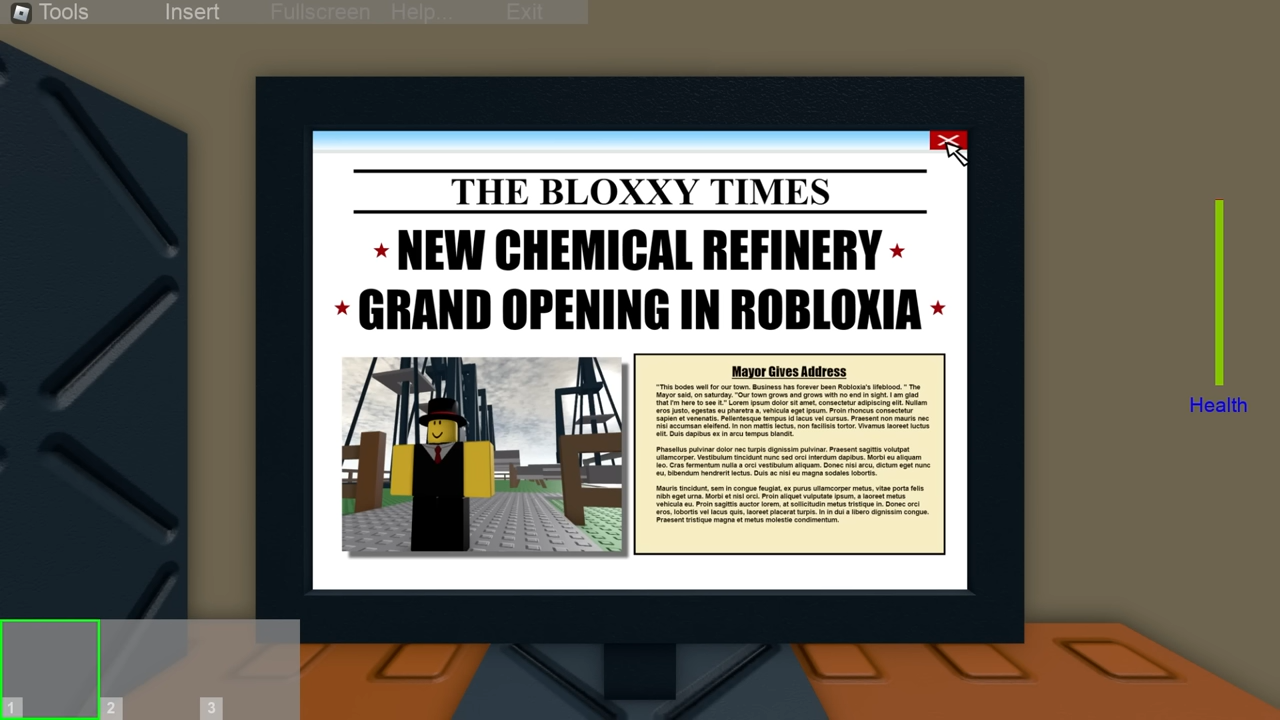 Tools Insert Fullscreen Help... Exit
THE BLOXXY TIMES
NEW CHEMICAL REFINERY
GRAND OPENING IN ROBLOXIA
Mayor Gives Address
"This bodes well for our town. Business has forever been Robloxia's lifeblood. " The
Mayor said, on saturday. "Our town grows and grows with no end in sight. I am glad
that I'm here to see it." Lorem ipsum dolor sit amet, consectetur adipiscing elit. Nullam
eros justo, egestas eu pharetra a, vehicula eget ipsum. Proin rhoncus consectetur
sapien et venenatis. Pellentesque tempus id lacus vel cursus. Praesent non mauris nec
nisi accumsan eleifend. In non mattis lectus, non facilisis tortor. Vivamus laoreet luctus
elit. Duis dapibus ex in arcu tempus blandit.
Phasellus pulvinar dolor nec turpis dignissim pulvinar. Praesent sagittis volutpat
ullamcorper. Vestibulum tincidunt nunc sed orci interdum dapibus. Morbi eu aliquam
leo. Cras fermentum nulla a orci vestibulum aliquam. Donec nisi arcu, dictum eget nunc
eu, bibendum hendrerit lectus. Duis ac nisi eu magna sodales lobortis.
Mauris tincidunt, sem in congue feugiat, ex purus ullamcorper metus, vitae porta felis
nibh eget urna. Morbi et nisl orci. Proin aliquet vulputate ipsum, a laoreet metus
vehicula eu. Proin sagittis auctor lorem, at sollicitudin metus tristique in. Donec orci
eros, lobortis vel lacus quis, laoreet placerat turpis. In in dui a libero dignissim congue.
Praesent tristique magna et metus molestie condimentum.
Health
1 2 3